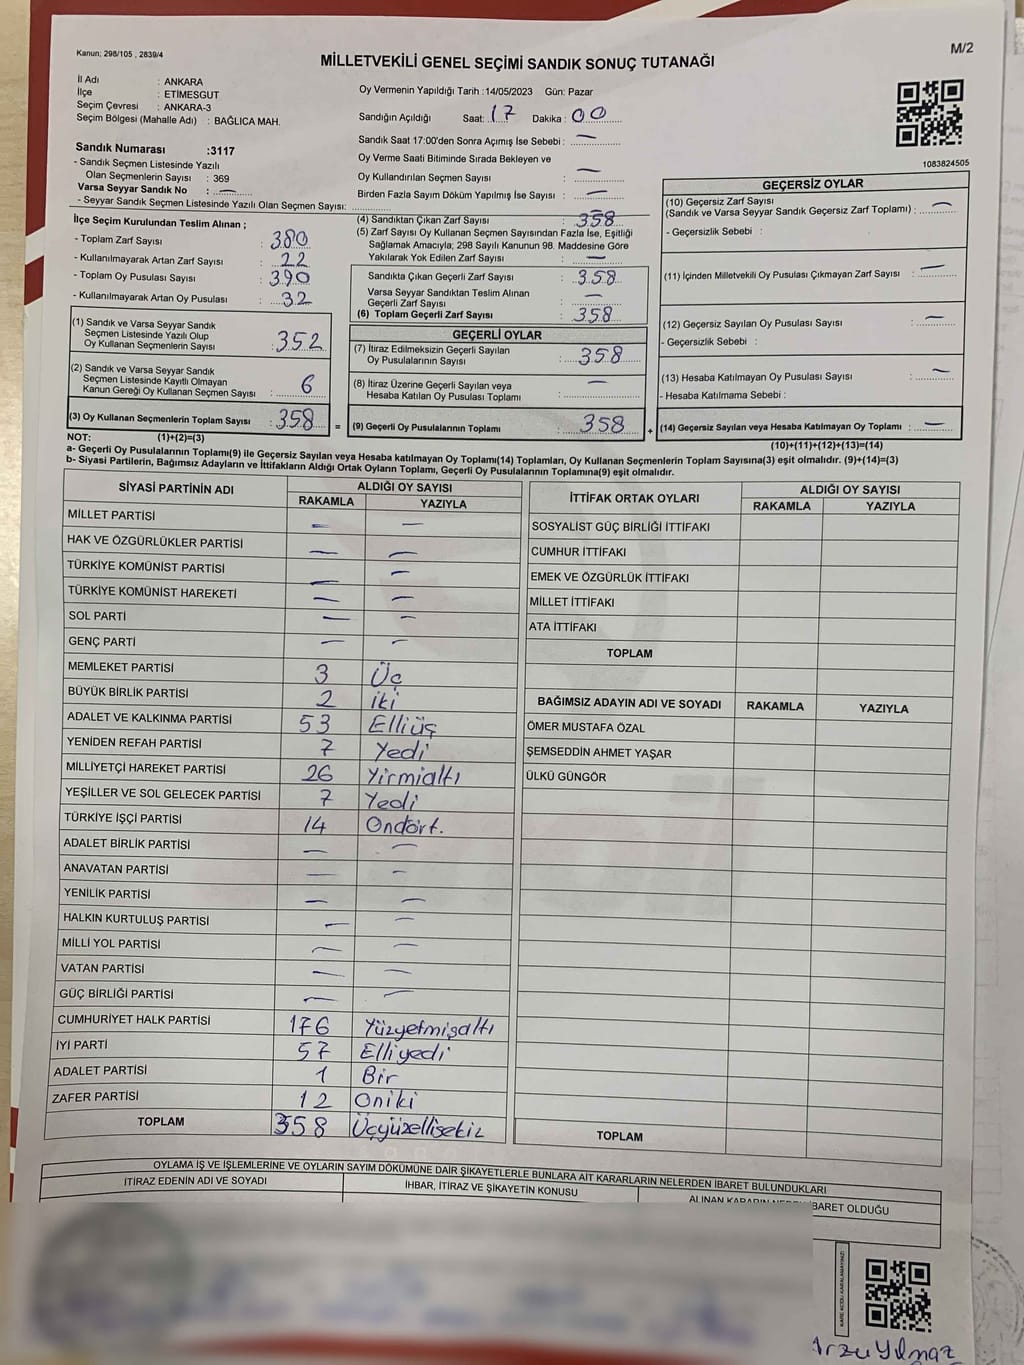 Kanun; 298/105 , 2839/4
M/2
MİLLETVEKİLİ GENEL SEÇİMİ SANDIK SONUÇ TUTANAĞI
İl Adı : ANKARA
İlçe : ETİMESGUT
Seçim Çevresi : ANKARA-3
Seçim Bölgesi (Mahalle Adı) : BAĞLICA MAH.
Oy Vermenin Yapıldığı Tarih :14/05/2023 Gün: Pazar
Sandığın Açıldığı Saat: 17 Dakika : 00
Sandık Saat 17:00'den Sonra Açımış İse Sebebi : —
Oy Verme Saati Bitiminde Sırada Bekleyen ve
Oy Kullandırılan Seçmen Sayısı : —
Birden Fazla Sayım Döküm Yapılmış İse Sayısı : —
1083824505
Sandık Numarası :3117
- Sandık Seçmen Listesinde Yazılı
Olan Seçmenlerin Sayısı : 369
Varsa Seyyar Sandık No : —
- Seyyar Sandık Seçmen Listesinde Yazılı Olan Seçmen Sayısı:
İlçe Seçim Kurulundan Teslim Alınan ;
- Toplam Zarf Sayısı : 380
- Kullanılmayarak Artan Zarf Sayısı : 22
- Toplam Oy Pusulası Sayısı : 390
- Kullanılmayarak Artan Oy Pusulası : 32
(1) Sandık ve Varsa Seyyar Sandık
Seçmen Listesinde Yazılı Olup
Oy Kullanan Seçmenlerin Sayısı : 352
(2) Sandık ve Varsa Seyyar Sandık
Seçmen Listesinde Kayıtlı Olmayan
Kanun Gereği Oy Kullanan Seçmen Sayısı : 6
(3) Oy Kullanan Seçmenlerin Toplam Sayısı : 358 =
(4) Sandıktan Çıkan Zarf Sayısı : 358
(5) Zarf Sayısı Oy Kullanan Seçmen Sayısından Fazla İse, Eşitliği
Sağlamak Amacıyla; 298 Sayılı Kanunun 98. Maddesine Göre
Yakılarak Yok Edilen Zarf Sayısı : —
Sandıkta Çıkan Geçerli Zarf Sayısı : 358
Varsa Seyyar Sandıktan Teslim Alınan
Geçerli Zarf Sayısı : —
(6) Toplam Geçerli Zarf Sayısı : 358
GEÇERLİ OYLAR
(7) İtiraz Edilmeksizin Geçerli Sayılan
Oy Pusulalarının Sayısı : 358
(8) İtiraz Üzerine Geçerli Sayılan veya
Hesaba Katılan Oy Pusulası Toplamı : —
(9) Geçerli Oy Pusulalarının Toplamı : 358 +
GEÇERSİZ OYLAR
(10) Geçersiz Zarf Sayısı
(Sandık ve Varsa Seyyar Sandık Geçersiz Zarf Toplamı) : —
- Geçersizlik Sebebi :
(11) İçinden Milletvekili Oy Pusulası Çıkmayan Zarf Sayısı : —
(12) Geçersiz Sayılan Oy Pusulası Sayısı : —
- Geçersizlik Sebebi :
(13) Hesaba Katılmayan Oy Pusulası Sayısı : —
- Hesaba Katılmama Sebebi :
(14) Geçersiz Sayılan veya Hesaba Katılmayan Oy Toplamı : —
NOT: (1)+(2)=(3)
(10)+(11)+(12)+(13)=(14)
a- Geçerli Oy Pusulalarının Toplamı(9) ile Geçersiz Sayılan veya Hesaba katılmayan Oy Toplamı(14) Toplamları, Oy Kullanan Seçmenlerin Toplam Sayısına(3) eşit olmalıdır. (9)+(14)=(3)
b- Siyasi Partilerin, Bağımsız Adayların ve İttifakların Aldığı Ortak Oyların Toplamı, Geçerli Oy Pusulalarının Toplamına(9) eşit olmalıdır.
SİYASİ PARTİNİN ADI ALDIĞI OY SAYISI
RAKAMLA YAZIYLA
MİLLET PARTİSİ — —
HAK VE ÖZGÜRLÜKLER PARTİSİ — —
TÜRKİYE KOMÜNİST PARTİSİ — —
TÜRKİYE KOMÜNİST HAREKETİ — —
SOL PARTİ — —
GENÇ PARTİ — —
MEMLEKET PARTİSİ 3 Üç
BÜYÜK BİRLİK PARTİSİ 2 İki
ADALET VE KALKINMA PARTİSİ 53 Elliüç
YENİDEN REFAH PARTİSİ 7 Yedi
MİLLİYETÇİ HAREKET PARTİSİ 26 Yirmialtı
YEŞİLLER VE SOL GELECEK PARTİSİ 7 Yedi
TÜRKİYE İŞÇİ PARTİSİ 14 Ondört.
ADALET BİRLİK PARTİSİ — —
ANAVATAN PARTİSİ — —
YENİLİK PARTİSİ — —
HALKIN KURTULUŞ PARTİSİ — —
MİLLİ YOL PARTİSİ — —
VATAN PARTİSİ — —
GÜÇ BİRLİĞİ PARTİSİ — —
CUMHURİYET HALK PARTİSİ 176 Yüzyetmişaltı
İYİ PARTİ 57 Elliyedi
ADALET PARTİSİ 1 Bir
ZAFER PARTİSİ 12 Oniki
TOPLAM 358 Üçyüzellisekiz
İTTİFAK ORTAK OYLARI ALDIĞI OY SAYISI
RAKAMLA YAZIYLA
SOSYALİST GÜÇ BİRLİĞİ İTTİFAKI
CUMHUR İTTİFAKI
EMEK VE ÖZGÜRLÜK İTTİFAKI
MİLLET İTTİFAKI
ATA İTTİFAKI
TOPLAM
BAĞIMSIZ ADAYIN ADI VE SOYADI RAKAMLA YAZIYLA
ÖMER MUSTAFA ÖZAL
ŞEMSEDDİN AHMET YAŞAR
ÜLKÜ GÜNGÖR
TOPLAM
OYLAMA İŞ VE İŞLEMLERİNE VE OYLARIN SAYIM DÖKÜMÜNE DAİR ŞİKAYETLERLE BUNLARA AİT KARARLARIN NELERDEN İBARET BULUNDUKLARI
İTİRAZ EDENİN ADI VE SOYADI İHBAR, İTİRAZ VE ŞİKAYETİN KONUSU ALINAN KARARIN NEDEN İBARET OLDUĞU
KARE KODU KARALAMAYINIZ!
Arzu Yılmaz